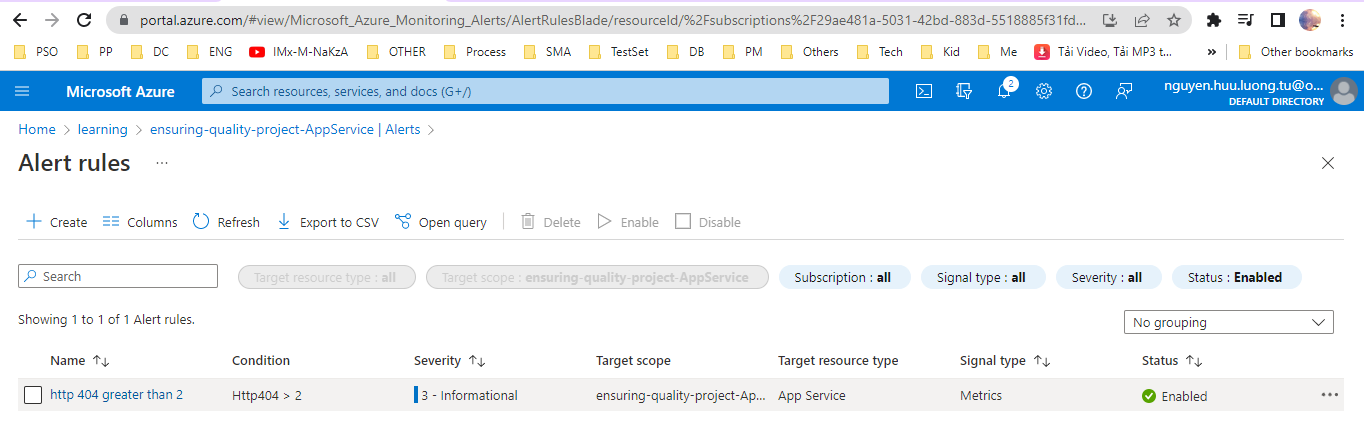 portal.azure.com/#view/Microsoft_Azure_Monitoring_Alerts/AlertRulesBlade/resourceId/%2Fsubscriptions%2F29ae481a-5031-42bd-883d-5518885f31fd...
PSO PP DC ENG IMx-M-NaKzA OTHER Process SMA TestSet DB PM Others Tech Kid Me Tải Video, Tải MP3 t... » Other bookmarks
Microsoft Azure Search resources, services, and docs (G+/) 2 nguyen.huu.luong.tu@o...
DEFAULT DIRECTORY
Home > learning > ensuring-quality-project-AppService | Alerts >
Alert rules ...
Create Columns Refresh Export to CSV Open query Delete Enable Disable
Search Target resource type : all Target scope : ensuring-quality-project-AppService Subscription : all Signal type : all Severity : all Status : Enabled
Showing 1 to 1 of 1 Alert rules.
No grouping
Name ↑↓ Condition Severity ↑↓ Target scope Target resource type Signal type ↑↓ Status ↑↓
http 404 greater than 2 Http404 > 2 3 - Informational ensuring-quality-project-Ap... App Service Metrics Enabled ...